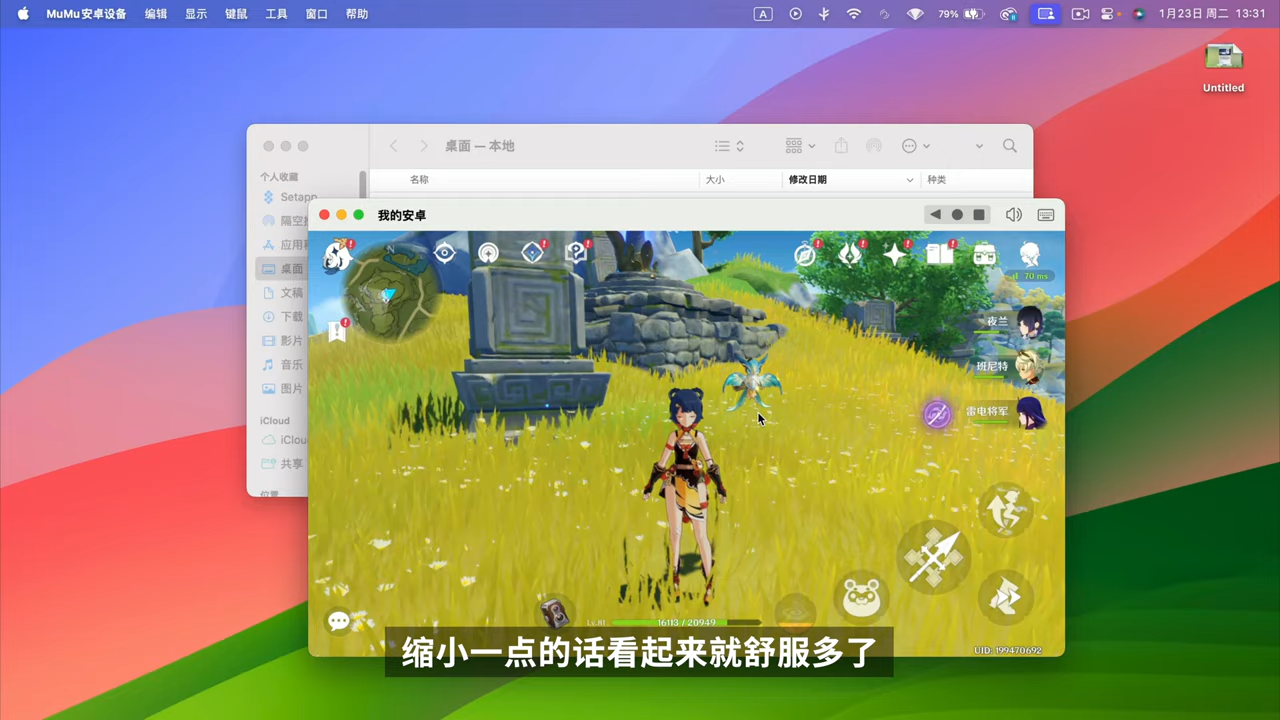 MuMu安卓设备 编辑 显示 键鼠 工具 窗口 帮助
A 79% 1月23日 周二 13:31
Untitled
桌面 — 本地
个人收藏
名称 大小 修改日期 种类
Setapp
隔空
我的安卓
应用
桌面
N
70 ms
文稿
下载
夜兰
影片
音乐
班尼特
图片
雷电将军
iCloud
iClou
共享
位置
Lv.81
16113 / 20949
缩小一点的话看起来就舒服多了
UID: 199470692